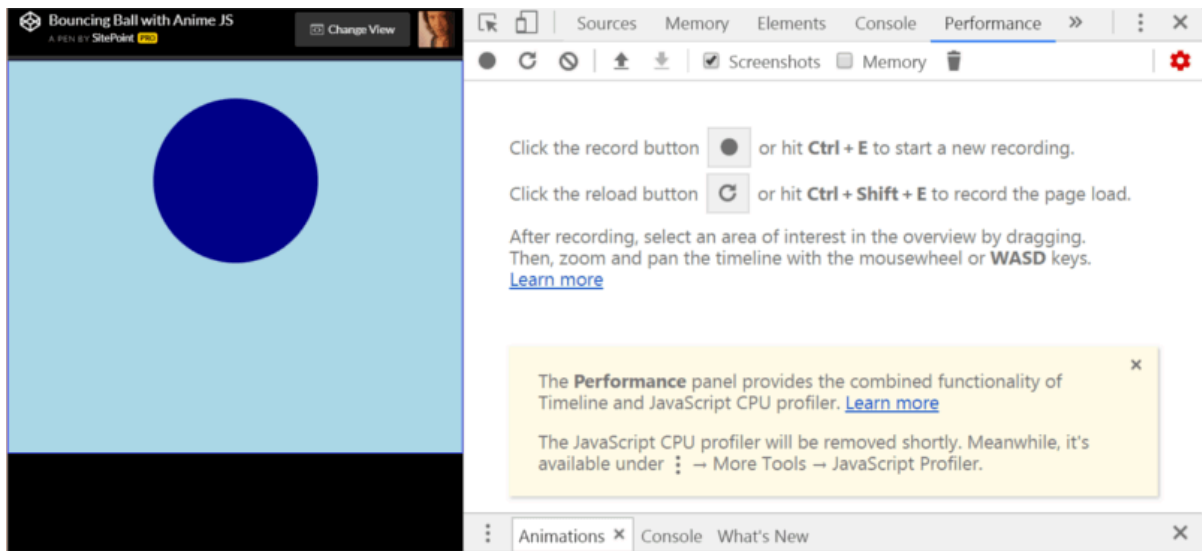 Bouncing Ball with Anime JS
A PEN BY SitePoint PRO
Change View
Sources Memory Elements Console Performance »
Screenshots Memory
Click the record button or hit Ctrl + E to start a new recording.
Click the reload button or hit Ctrl + Shift + E to record the page load.
After recording, select an area of interest in the overview by dragging.
Then, zoom and pan the timeline with the mousewheel or WASD keys.
Learn more
The Performance panel provides the combined functionality of
Timeline and JavaScript CPU profiler. Learn more
The JavaScript CPU profiler will be removed shortly. Meanwhile, it's
available under ⋮ → More Tools → JavaScript Profiler.
Animations × Console What's New